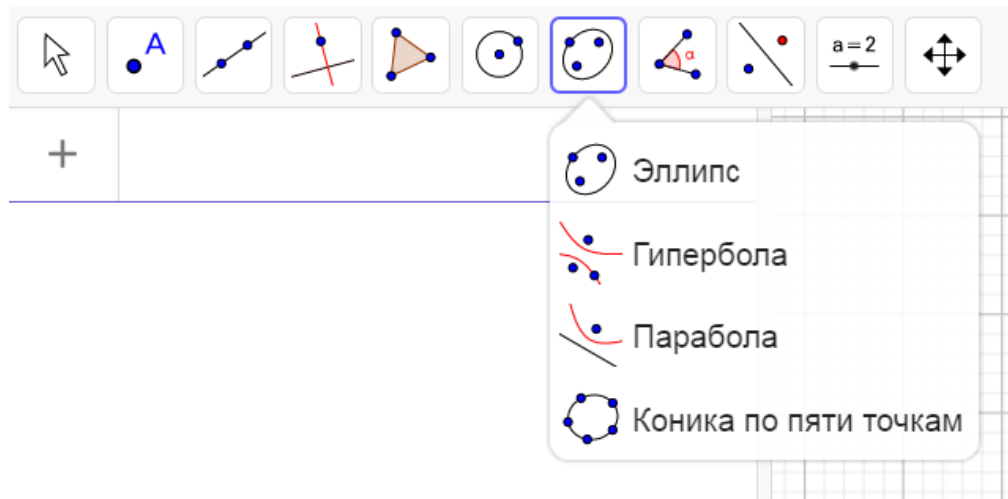 A
α
a = 2
Эллипс
Гипербола
Парабола
Коника по пяти точкам